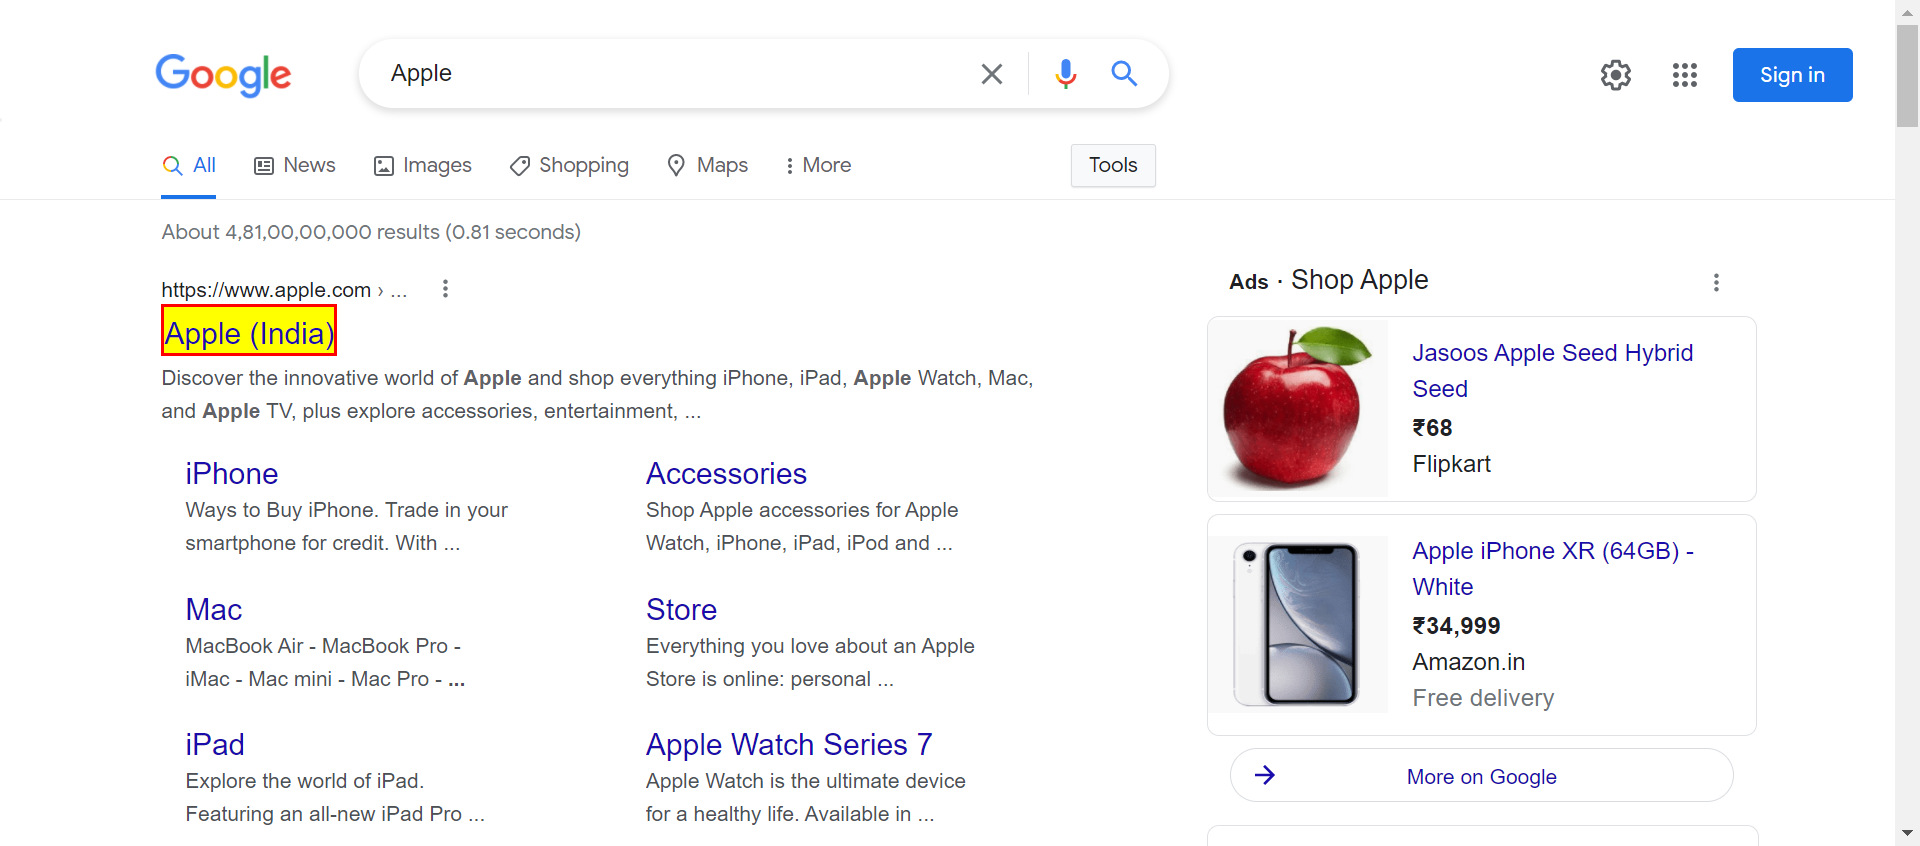 Google
Apple
Sign in
All
News
Images
Shopping
Maps
More
Tools
About 4,81,00,00,000 results (0.81 seconds)
https://www.apple.com › ...
Apple (India)
Discover the innovative world of Apple and shop everything iPhone, iPad, Apple Watch, Mac,
and Apple TV, plus explore accessories, entertainment, ...
iPhone
Ways to Buy iPhone. Trade in your
smartphone for credit. With ...
Accessories
Shop Apple accessories for Apple
Watch, iPhone, iPad, iPod and ...
Mac
MacBook Air - MacBook Pro -
iMac - Mac mini - Mac Pro - ...
Store
Everything you love about an Apple
Store is online: personal ...
iPad
Explore the world of iPad.
Featuring an all-new iPad Pro ...
Apple Watch Series 7
Apple Watch is the ultimate device
for a healthy life. Available in ...
Ads · Shop Apple
Jasoos Apple Seed Hybrid
Seed
₹68
Flipkart
Apple iPhone XR (64GB) -
White
₹34,999
Amazon.in
Free delivery
More on Google